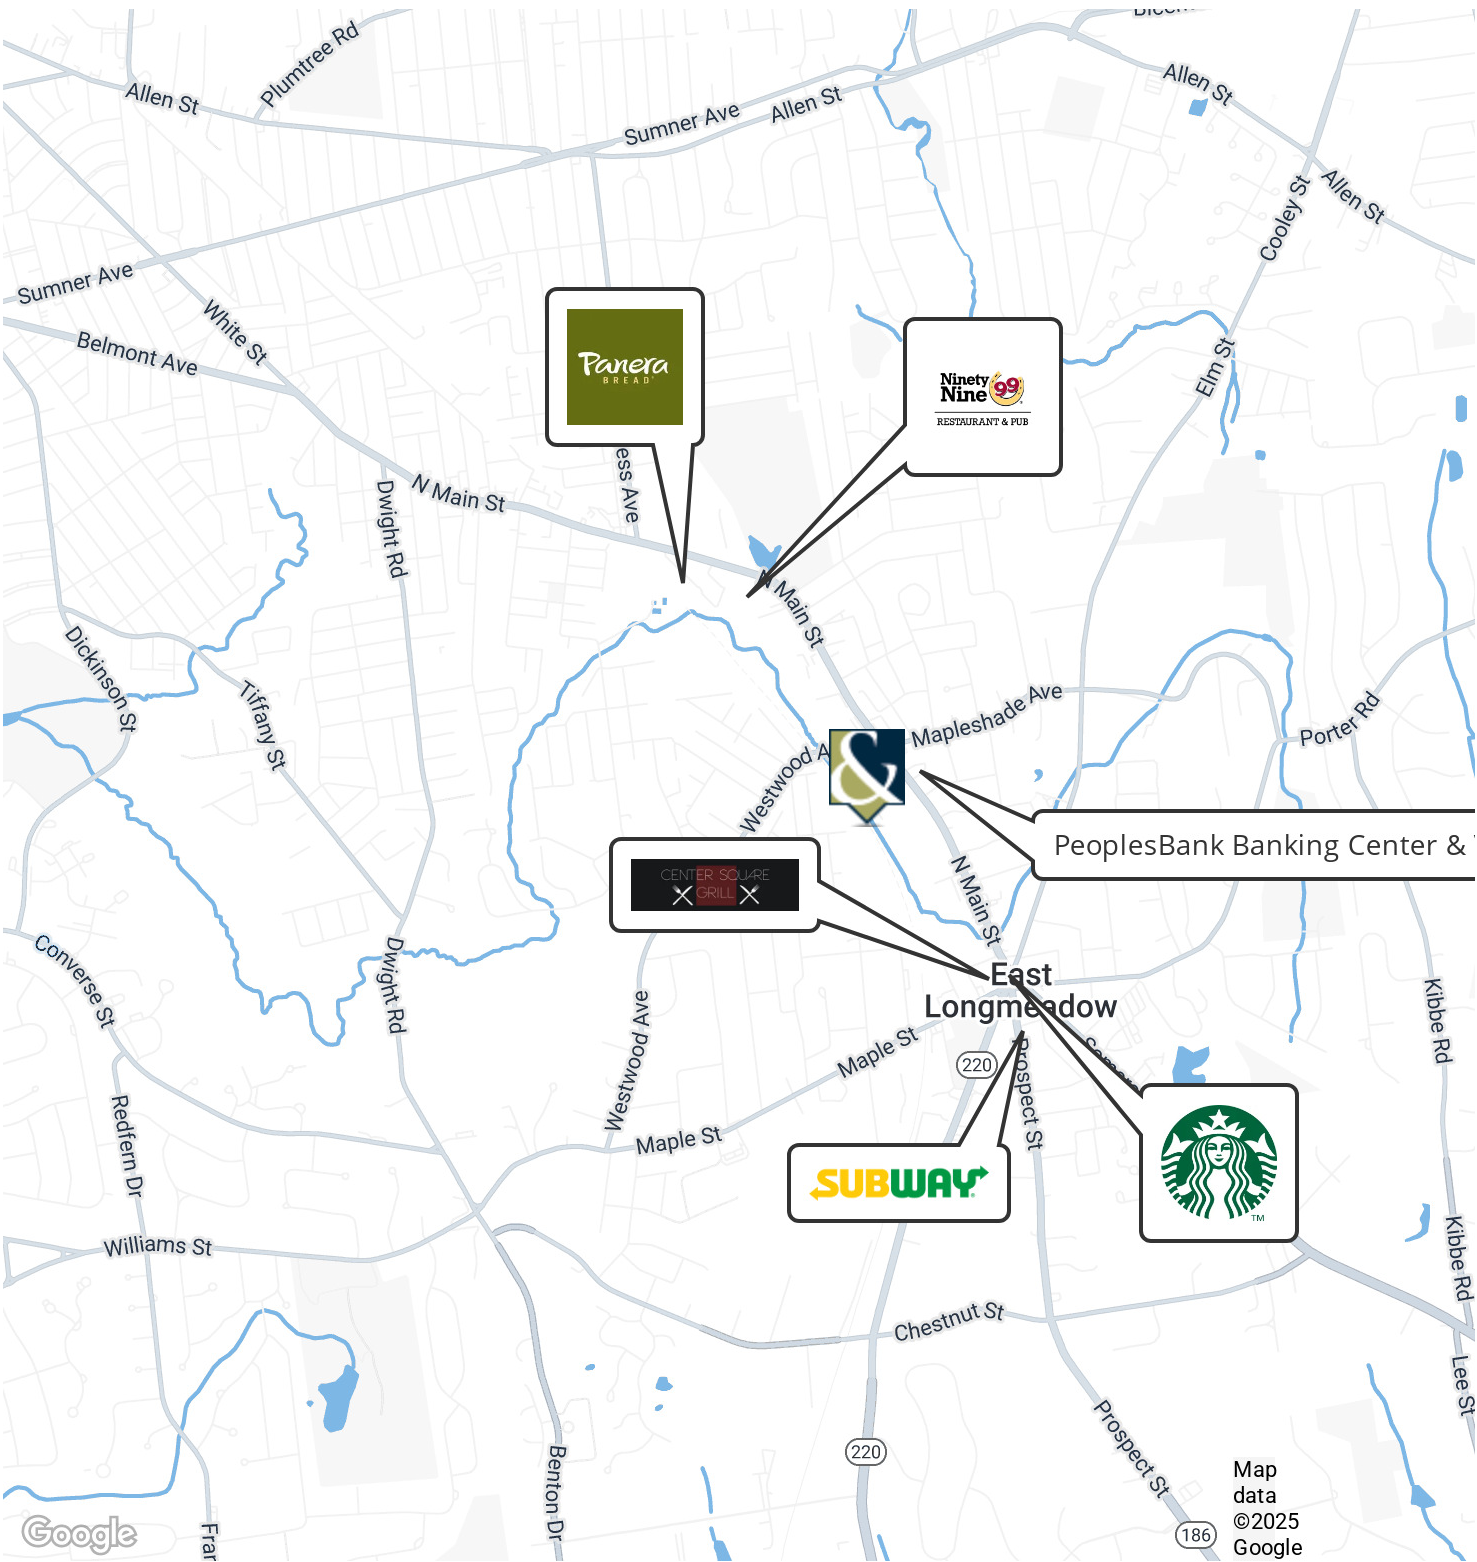 Plumtree Rd
Allen St
Sumner Ave
Allen St
Allen St
Allen St
Cooley St
Sumner Ave
White St
Belmont Ave
Elm St
Panera
BREAD
Ninety
Nine 99
RESTAURANT & PUB
ess Ave
N Main St
Dwight Rd
N Main St
Dickinson St
Tiffany St
Mapleshade Ave
Porter Rd
Westwood A
&
PeoplesBank Banking Center &
CENTER SQUARE
GRILL
N Main St
Converse St
Dwight Rd
East
Longmeadow
Westwood Ave
Maple St
220
Prospect St
Kibbe Rd
Maple St
Redfern Dr
SUBWAY
TM
Williams St
Kibbe Rd
Chestnut St
Lee St
Prospect St
220
Benton Dr
Map
data
©2025
Google
186
Google
Fran